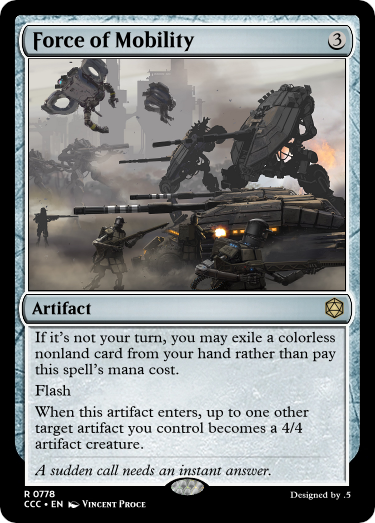 Force of Mobility 3
Artifact
If it's not your turn, you may exile a colorless
nonland card from your hand rather than pay
this spell's mana cost.
Flash
When this artifact enters, up to one other
target artifact you control becomes a 4/4
artifact creature.
A sudden call needs an instant answer.
R 0778
CCC • EN Vincent Proce
Designed by .5